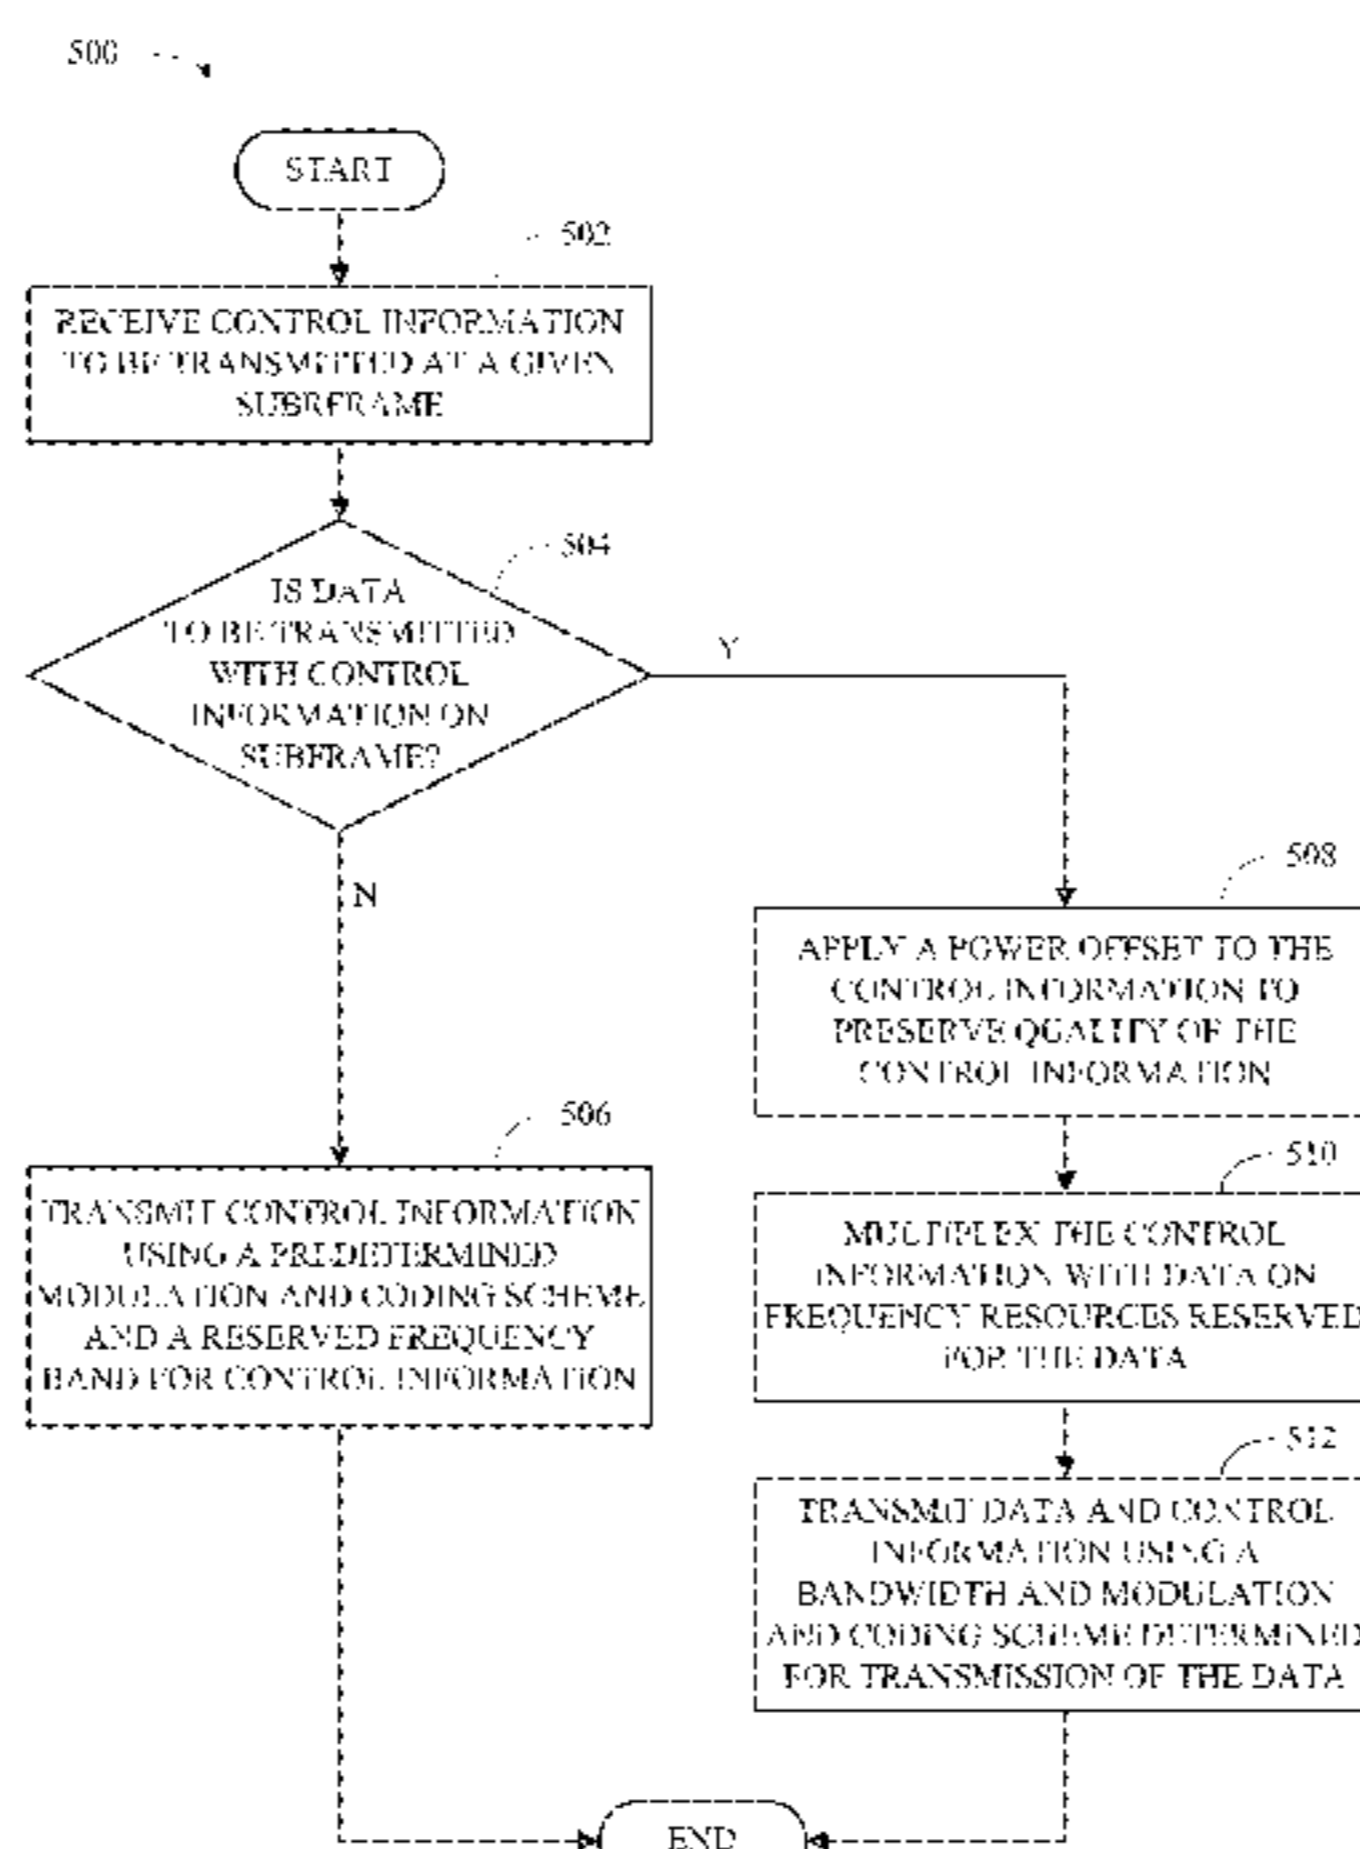 500
START
502
RECEIVE CONTROL INFORMATION
TO BE TRANSMITTED AT A GIVEN
SUBRFRAME
504
IS DATA
TO BE TRANSMITTED
WITH CONTROL
INFORMATION ON
SUBFRAME?
Y
N
506
TRANSMIT CONTROL INFORMATION
USING A PREDETERMINED
MODULATION AND CODING SCHEME
AND A RESERVED FREQUENCY
BAND FOR CONTROL INFORMATION
508
APPLY A POWER OFFSET TO THE
CONTROL INFORMATION TO
PRESERVE QUALITY OF THE
CONTROL INFORMATION
510
MULTIPLEX THE CONTROL
INFORMATION WITH DATA ON
FREQUENCY RESOURCES RESERVED
FOR THE DATA
512
TRANSMIT DATA AND CONTROL
INFORMATION USING A
BANDWIDTH AND MODULATION
AND CODING SCHEME DETERMINED
FOR TRANSMISSION OF THE DATA
END